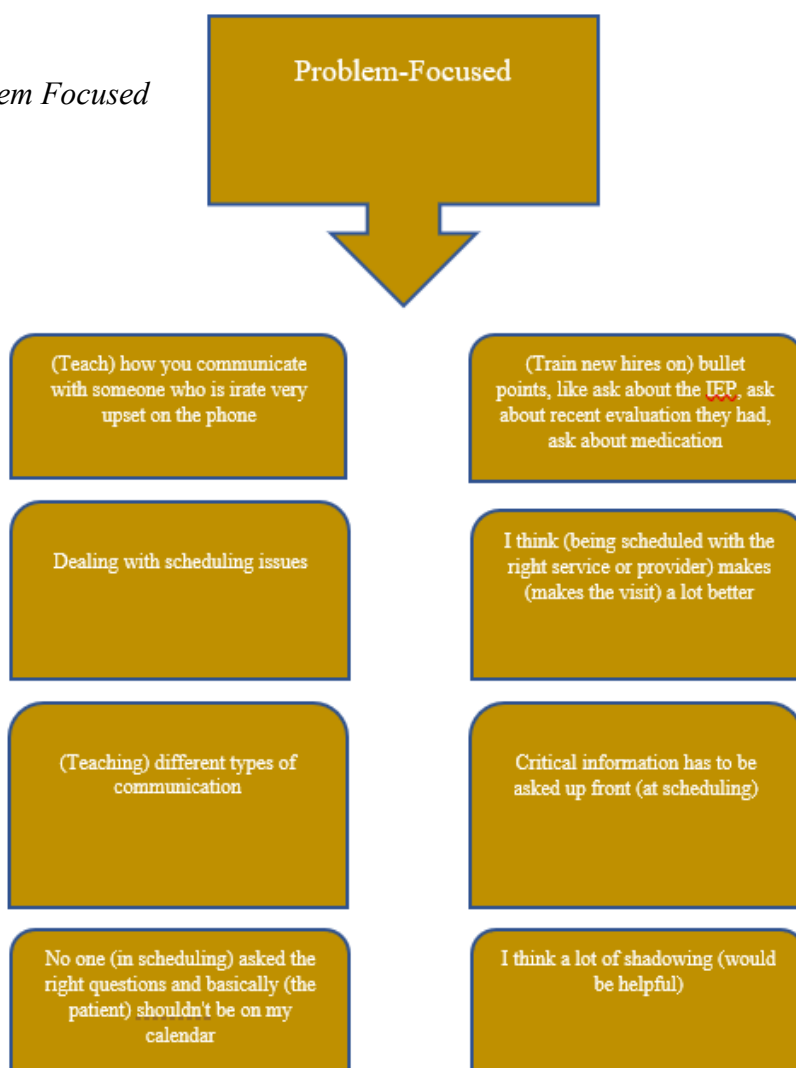 Problem-Focused
em Focused
(Teach) how you communicate
with someone who is irate very
upset on the phone
(Train new hires on) bullet
points, like ask about the IEP, ask
about recent evaluation they had,
ask about medication
Dealing with scheduling issues
I think (being scheduled with the
right service or provider) makes
(makes the visit) a lot better
(Teaching) different types of
communication
Critical information has to be
asked up front (at scheduling)
No one (in scheduling) asked the
right questions and basically (the
patient) shouldn't be on my
calendar
I think a lot of shadowing (would
be helpful)